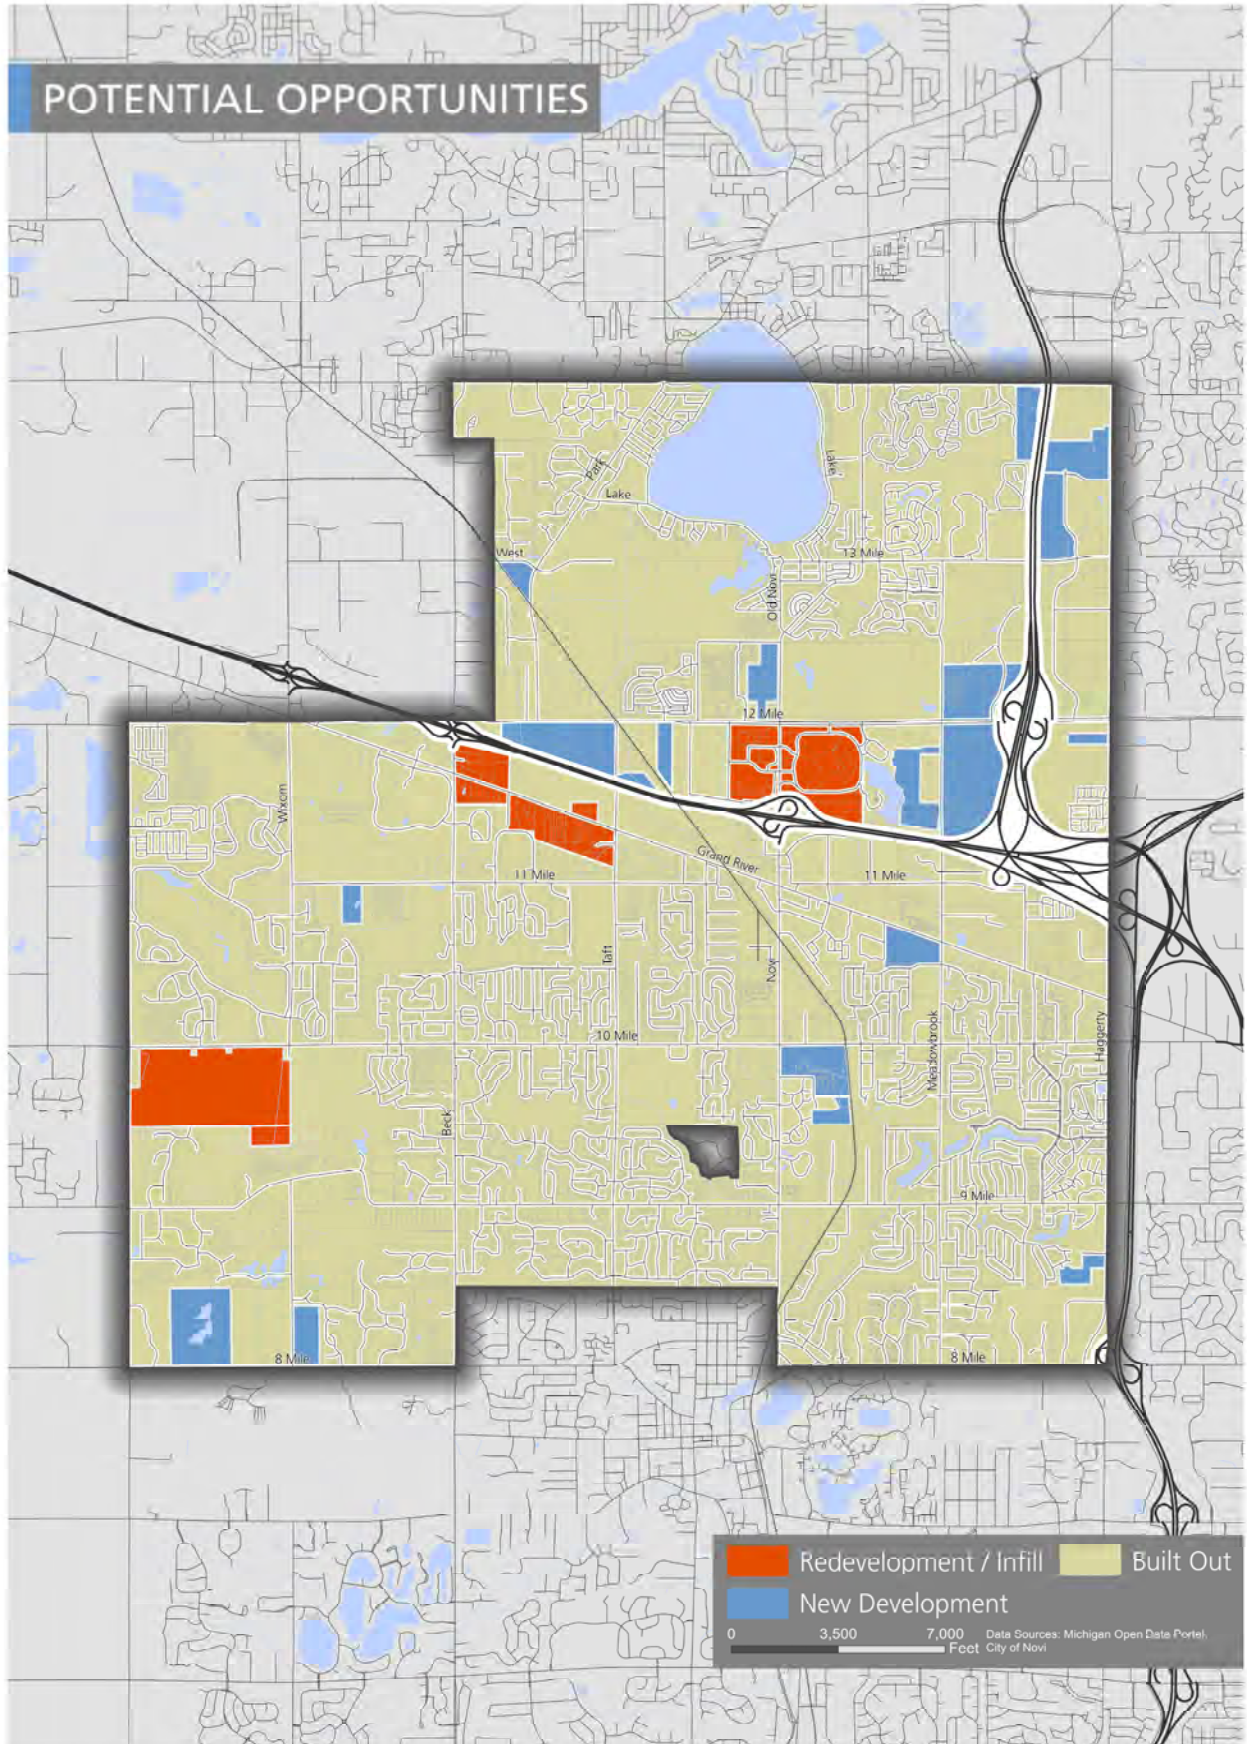 POTENTIAL OPPORTUNITIES
Park
Lake
Lake
West
13 Mile
Old Novi
12 Mile
Wixom
Grand River
11 Mile
11 Mile
Taft
Novi
10 Mile
Meadowbrook
Haggerty
Beck
9 Mile
8 Mile
8 Mile
Redevelopment / Infill
Built Out
New Development
0 3,500 7,000
Feet
Data Sources: Michigan Open Data Portal,
City of Novi